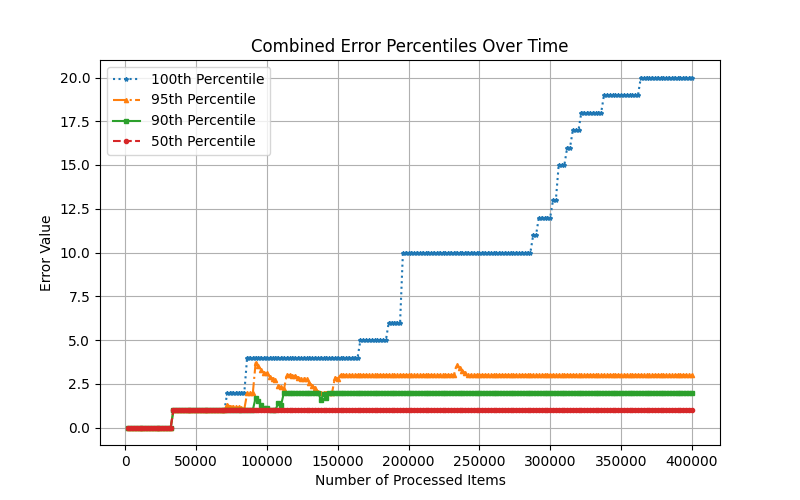 Combined Error Percentiles Over Time
100th Percentile
95th Percentile
90th Percentile
50th Percentile
20.0
17.5
15.0
12.5
10.0
7.5
5.0
2.5
0.0
Error Value
0 50000 100000 150000 200000 250000 300000 350000 400000
Number of Processed Items